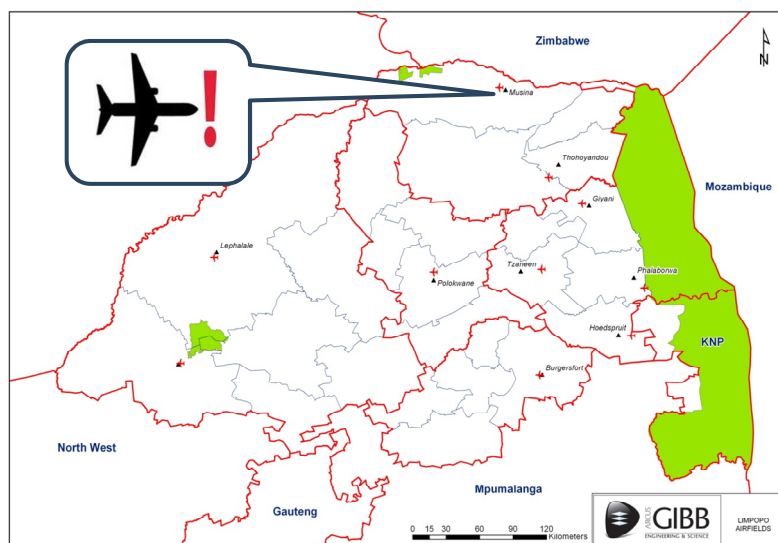 Zimbabwe
N
!
Musina
Thohoyandou
Giyani
Mozambique
Lephalale
Tzaneen
Polokwane
Phalaborwa
Hoedspruit
KNP
Burgersfort
North West
Mpumalanga
Gauteng
0 15 30 60 90 120
Kilometers
ARCUS
GIBB
ENGINEERING & SCIENCE
LIMPOPO
AIRFIELDS